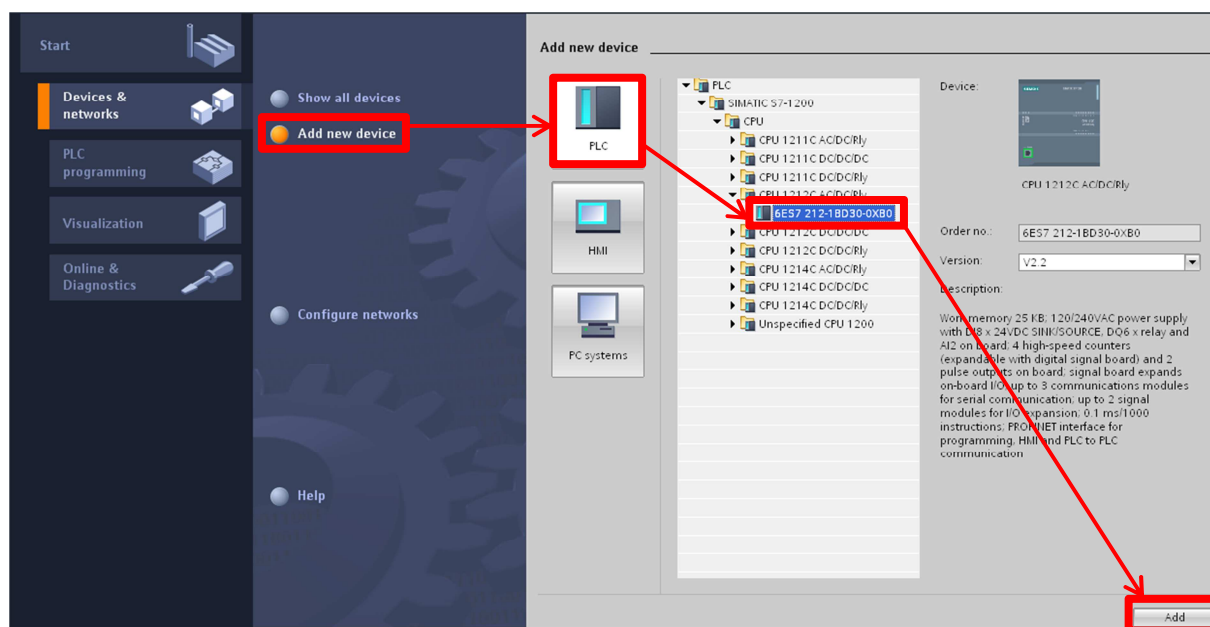 Start
Devices &
networks
PLC
programming
Visualization
Online &
Diagnostics
Show all devices
Add new device
Configure networks
Help
Add new device
PLC
HMI
PC systems
PLC
SIMATIC S7-1200
CPU
CPU 1211C AC/DC/Rly
CPU 1211C DC/DC/DC
CPU 1211C DC/DC/Rly
CPU 1212C AC/DC/Rly
6ES7 212-1BD30-0XB0
CPU 1212C DC/DC/DC
CPU 1212C DC/DC/Rly
CPU 1214C AC/DC/Rly
CPU 1214C DC/DC/DC
CPU 1214C DC/DC/Rly
Unspecified CPU 1200
Device:
CPU 1212C AC/DC/Rly
Order no.: 6ES7 212-1BD30-0XB0
Version: V2.2
Description:
Work memory 25 KB; 120/240VAC power supply
with DI8 x 24VDC SINK/SOURCE, DQ6 x relay and
AI2 on board; 4 high-speed counters
(expandable with digital signal board) and 2
pulse outputs on board; signal board expands
on-board I/O; up to 3 communications modules
for serial communication; up to 2 signal
modules for I/O expansion; 0.1 ms/1000
instructions; PROFINET interface for
programming, HMI and PLC to PLC
communication
Add